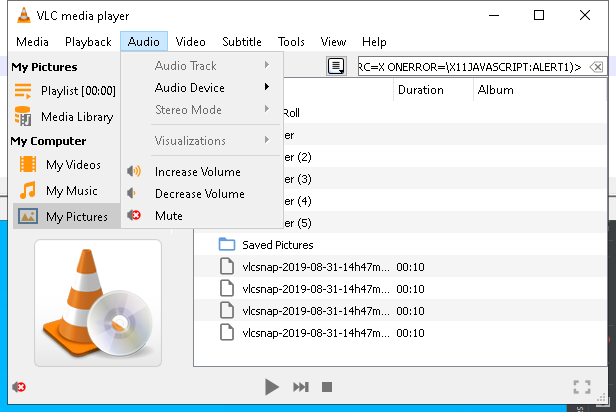 VLC media player
Media Playback Audio Video Subtitle Tools View Help
My Pictures
Playlist [00:00]
Media Library
My Computer
My Videos
My Music
My Pictures
Audio Track
Audio Device
Stereo Mode
Visualizations
Increase Volume
Decrease Volume
Mute
RC=X ONERROR=\X11JAVASCRIPT:ALERT1)>
Duration Album
Roll
er
er (2)
er (3)
er (4)
er (5)
Saved Pictures
vlcsnap-2019-08-31-14h47m... 00:10
vlcsnap-2019-08-31-14h47m... 00:10
vlcsnap-2019-08-31-14h47m... 00:10
vlcsnap-2019-08-31-14h47m... 00:10